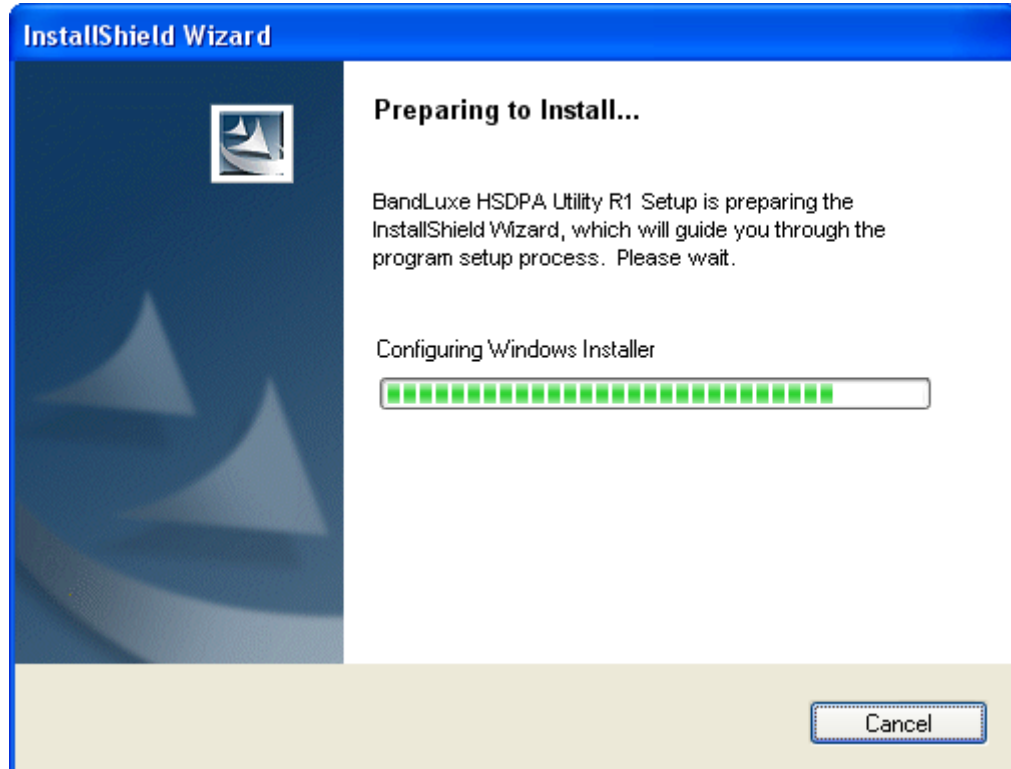 InstallShield Wizard
Preparing to Install...
BandLuxe HSDPA Utility R1 Setup is preparing the
InstallShield Wizard, which will guide you through the
program setup process.  Please wait.
Configuring Windows Installer
Cancel